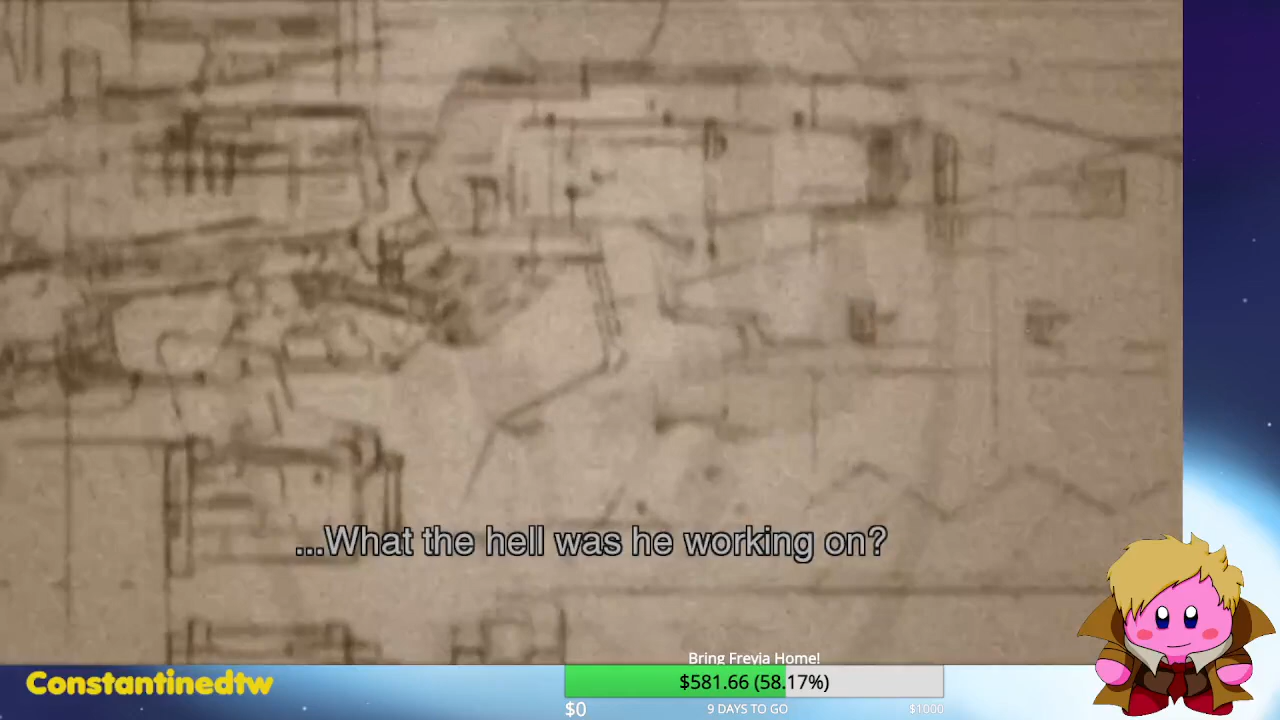 ...What the hell was he working on?
Bring Freyja Home!
Constantinedtw
$581.66 (58.17%)
$0
9 DAYS TO GO
$1000